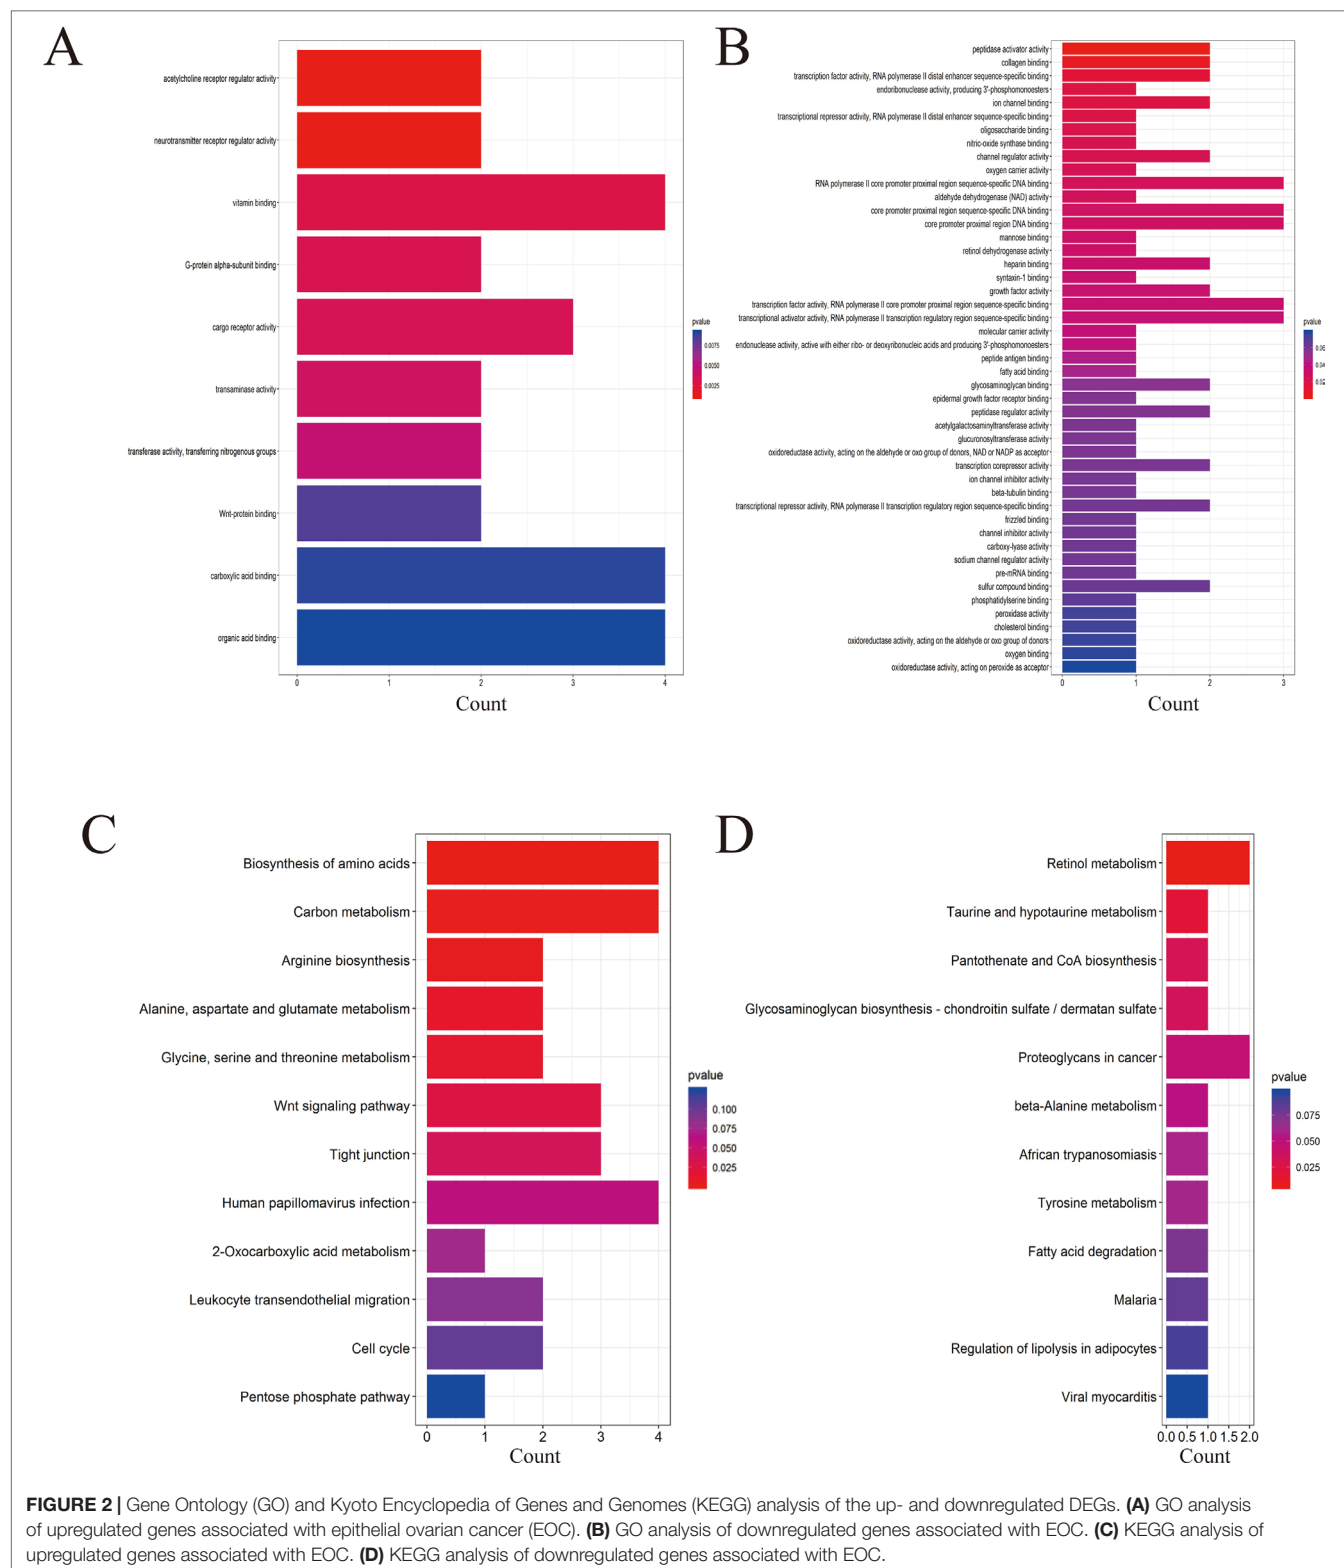 A
acetylcholine receptor regulator activity
neurotransmitter receptor regulator activity
vitamin binding
G-protein alpha-subunit binding
cargo receptor activity
transaminase activity
transferase activity, transferring nitrogenous groups
Wnt-protein binding
carboxylic acid binding
organic acid binding
0 1 2 3 4
Count
pvalue
0.0075
0.0050
0.0025
B
peptidase activator activity
collagen binding
transcription factor activity, RNA polymerase II distal enhancer sequence-specific binding
endoribonuclease activity, producing 3'-phosphomonoesters
ion channel binding
transcriptional repressor activity, RNA polymerase II distal enhancer sequence-specific binding
oligosaccharide binding
nitric-oxide synthase binding
channel regulator activity
oxygen carrier activity
RNA polymerase II core promoter proximal region sequence-specific DNA binding
aldehyde dehydrogenase (NAD) activity
core promoter proximal region sequence-specific DNA binding
core promoter proximal region DNA binding
mannose binding
retinol dehydrogenase activity
heparin binding
syntaxin-1 binding
growth factor activity
transcription factor activity, RNA polymerase II core promoter proximal region sequence-specific binding
transcriptional activator activity, RNA polymerase II transcription regulatory region sequence-specific binding
molecular carrier activity
endonuclease activity, active with either ribo- or deoxyribonucleic acids and producing 3'-phosphomonoesters
peptide antigen binding
fatty acid binding
glycosaminoglycan binding
epidermal growth factor receptor binding
peptidase regulator activity
acetylgalactosaminyltransferase activity
glucuronosyltransferase activity
oxidoreductase activity, acting on the aldehyde or oxo group of donors, NAD or NADP as acceptor
transcription corepressor activity
ion channel inhibitor activity
beta-tubulin binding
transcriptional repressor activity, RNA polymerase II transcription regulatory region sequence-specific binding
frizzled binding
channel inhibitor activity
carboxy-lyase activity
sodium channel regulator activity
pre-mRNA binding
sulfur compound binding
phosphatidylserine binding
peroxidase activity
cholesterol binding
oxidoreductase activity, acting on the aldehyde or oxo group of donors
oxygen binding
oxidoreductase activity, acting on peroxide as acceptor
0 1 2 3
Count
pvalue
0.06
0.04
0.02
C
Biosynthesis of amino acids
Carbon metabolism
Arginine biosynthesis
Alanine, aspartate and glutamate metabolism
Glycine, serine and threonine metabolism
Wnt signaling pathway
Tight junction
Human papillomavirus infection
2-Oxocarboxylic acid metabolism
Leukocyte transendothelial migration
Cell cycle
Pentose phosphate pathway
0 1 2 3 4
Count
pvalue
0.100
0.075
0.050
0.025
D
Retinol metabolism
Taurine and hypotaurine metabolism
Pantothenate and CoA biosynthesis
Glycosaminoglycan biosynthesis - chondroitin sulfate / dermatan sulfate
Proteoglycans in cancer
beta-Alanine metabolism
African trypanosomiasis
Tyrosine metabolism
Fatty acid degradation
Malaria
Regulation of lipolysis in adipocytes
Viral myocarditis
0.0 0.5 1.0 1.5 2.0
Count
pvalue
0.075
0.050
0.025
FIGURE 2 | Gene Ontology (GO) and Kyoto Encyclopedia of Genes and Genomes (KEGG) analysis of the up- and downregulated DEGs. (A) GO analysis
of upregulated genes associated with epithelial ovarian cancer (EOC). (B) GO analysis of downregulated genes associated with EOC. (C) KEGG analysis of
upregulated genes associated with EOC. (D) KEGG analysis of downregulated genes associated with EOC.